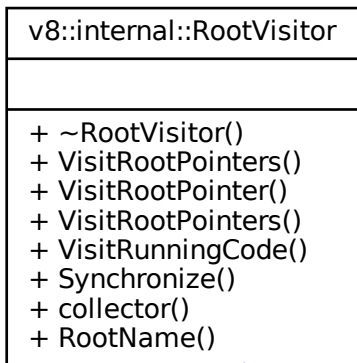 v8::internal::RootVisitor
+ ~RootVisitor()
+ VisitRootPointers()
+ VisitRootPointer()
+ VisitRootPointers()
+ VisitRunningCode()
+ Synchronize()
+ collector()
+ RootName()